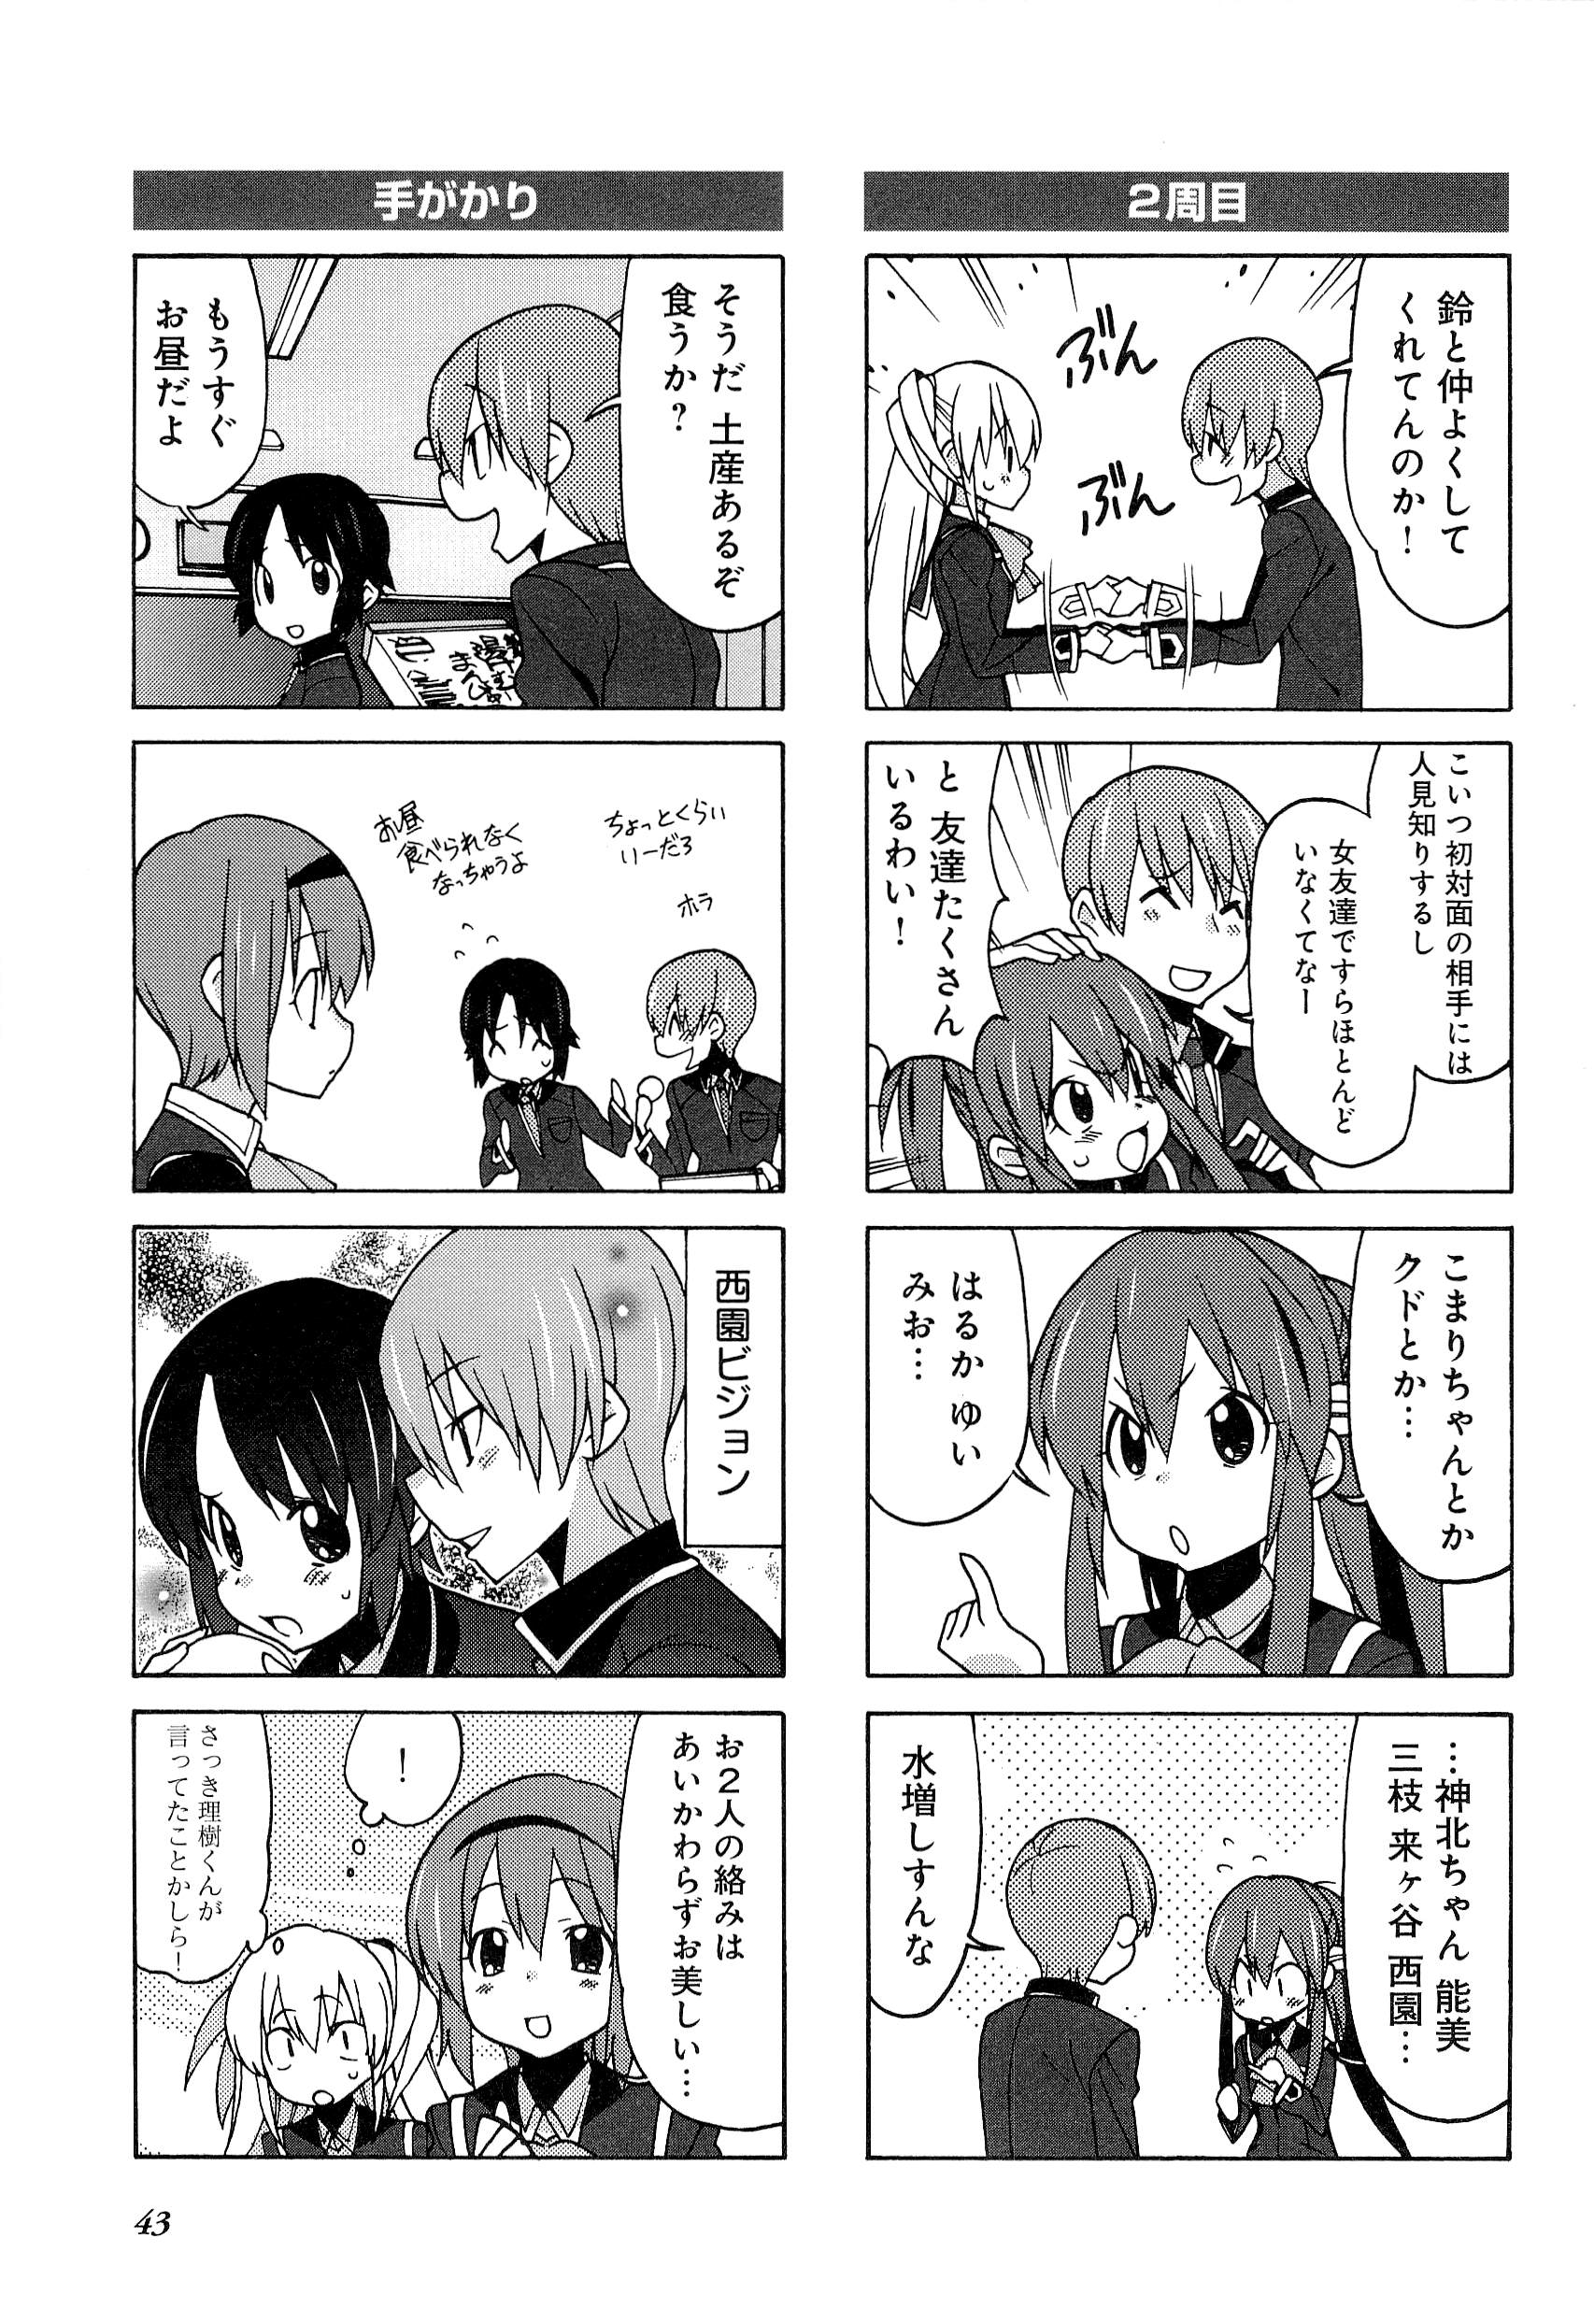 2周目
鈴と仲よくして
くれてんのか!
ぶん
ぶん
こいつ初対面の相手には
人見知りするし
女友達ですらほとんど
いなくてなー
と 友達たくさん
いるわい!
こまりちゃんとか
クドとか…
はるか ゆい
みお…
…神北ちゃん 能美
三枝 来ヶ谷 西園…
水増しすんな
手がかり
そうだ 土産あるぞ
食うか?
もうすぐ
お昼だよ
まんじゅう
ちょっとくらい
いーだろ
ホラ
お昼
食べられなく
なっちゃうよ
西園ビジョン
お2人の絡みは
あいかわらずお美しい…
!
さっき理樹くんが
言ってたことかしら!
43